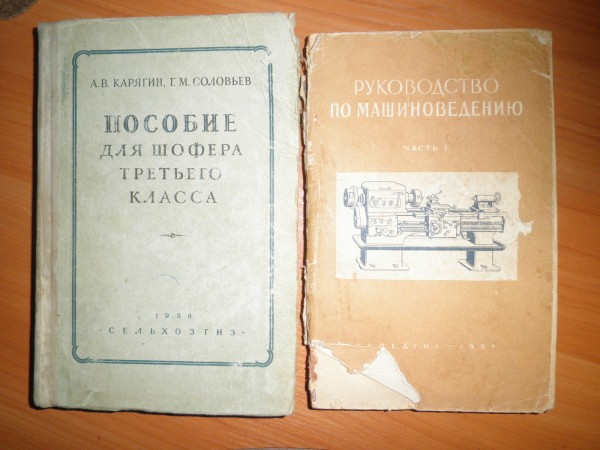 А. В. КАРЯГИН, Г. М. СОЛОВЬЕВ
ПОСОБИЕ
ДЛЯ ШОФЕРА
ТРЕТЬЕГО
КЛАССА
СЕЛЬХОЗГИЗ
РУКОВОДСТВО
ПО МАШИНОВЕДЕНИЮ
ЧАСТЬ I